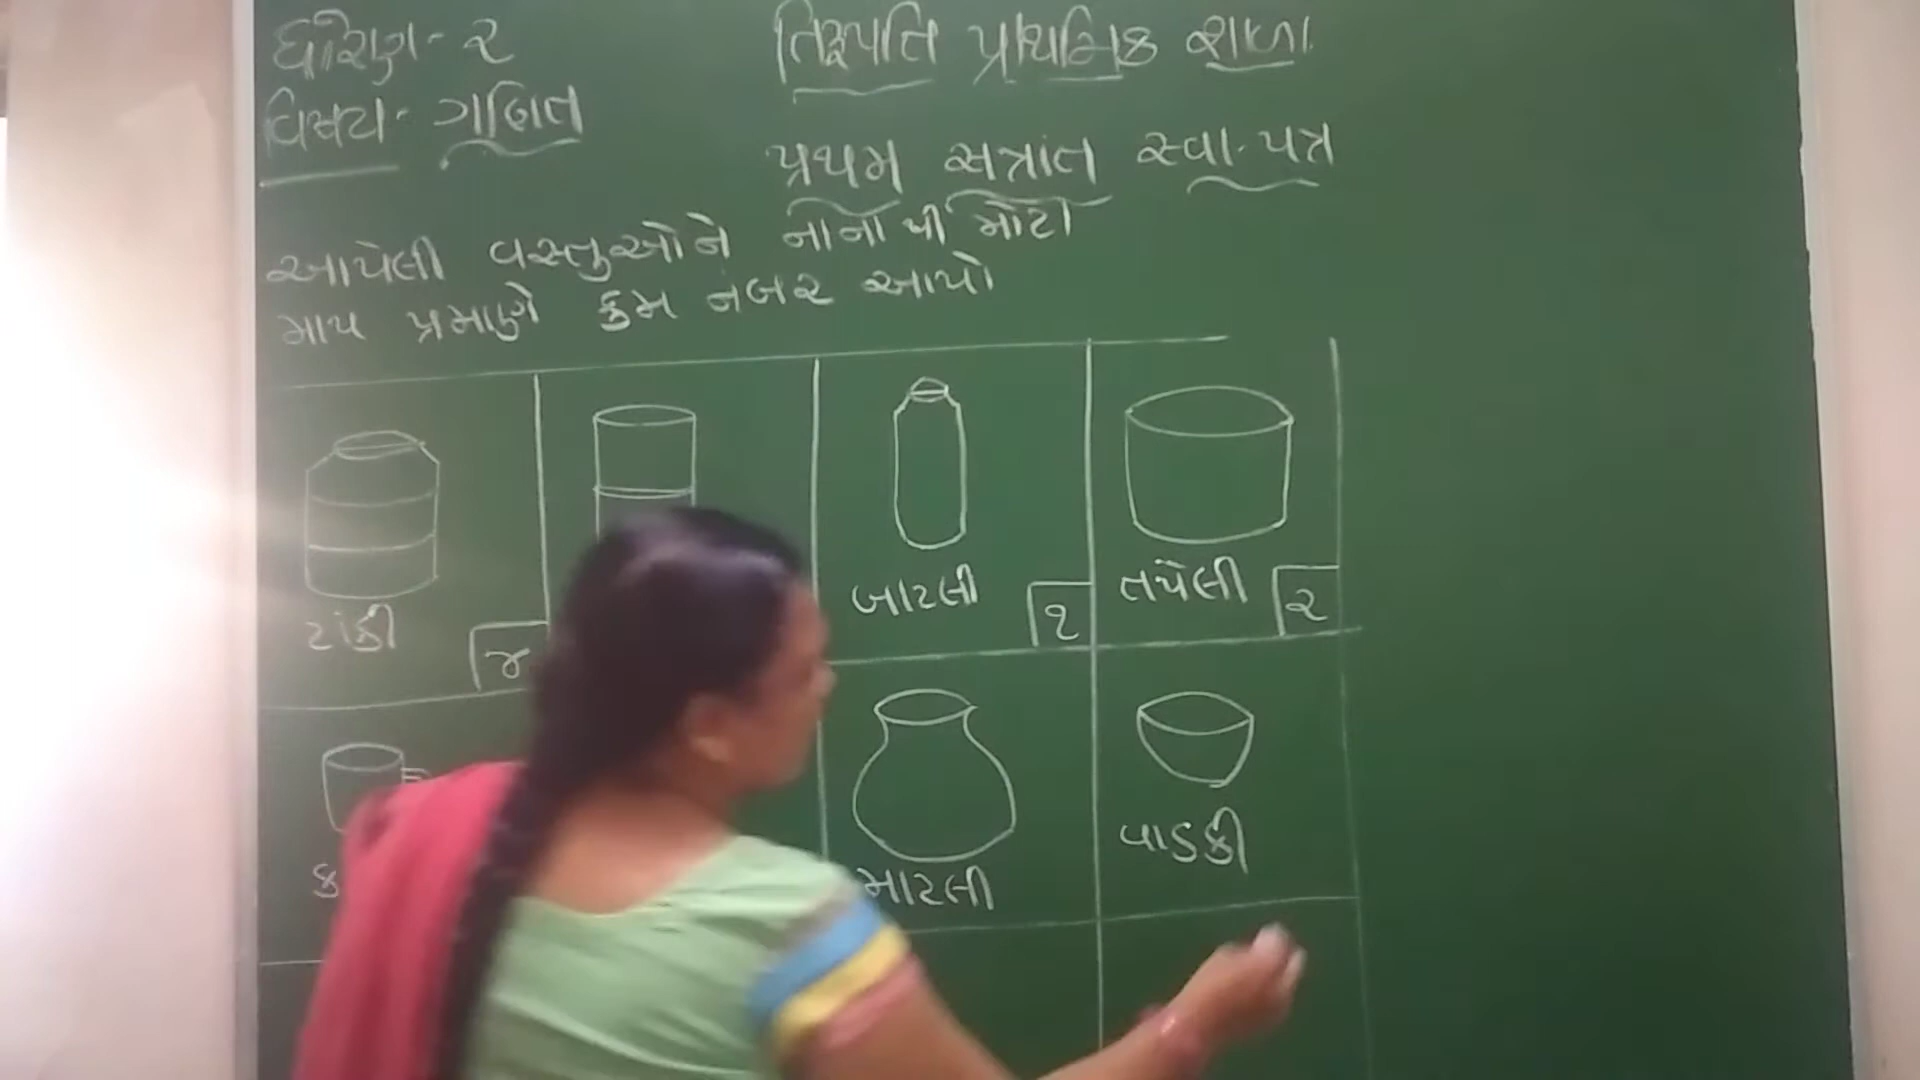 ધોરણ - ૨
વિષય - ગણિત
તિરૂપતિ પ્રાથમિક શાળા
પ્રથમ સત્રાંત સ્વા. પત્ર
આપેલી વસ્તુઓને નાના થી મોટા
માપ પ્રમાણે ક્રમ નંબર આપો
ટાંકી ૪
બાટલી ૧
તપેલી ૨
ક
માટલી
વાડકી